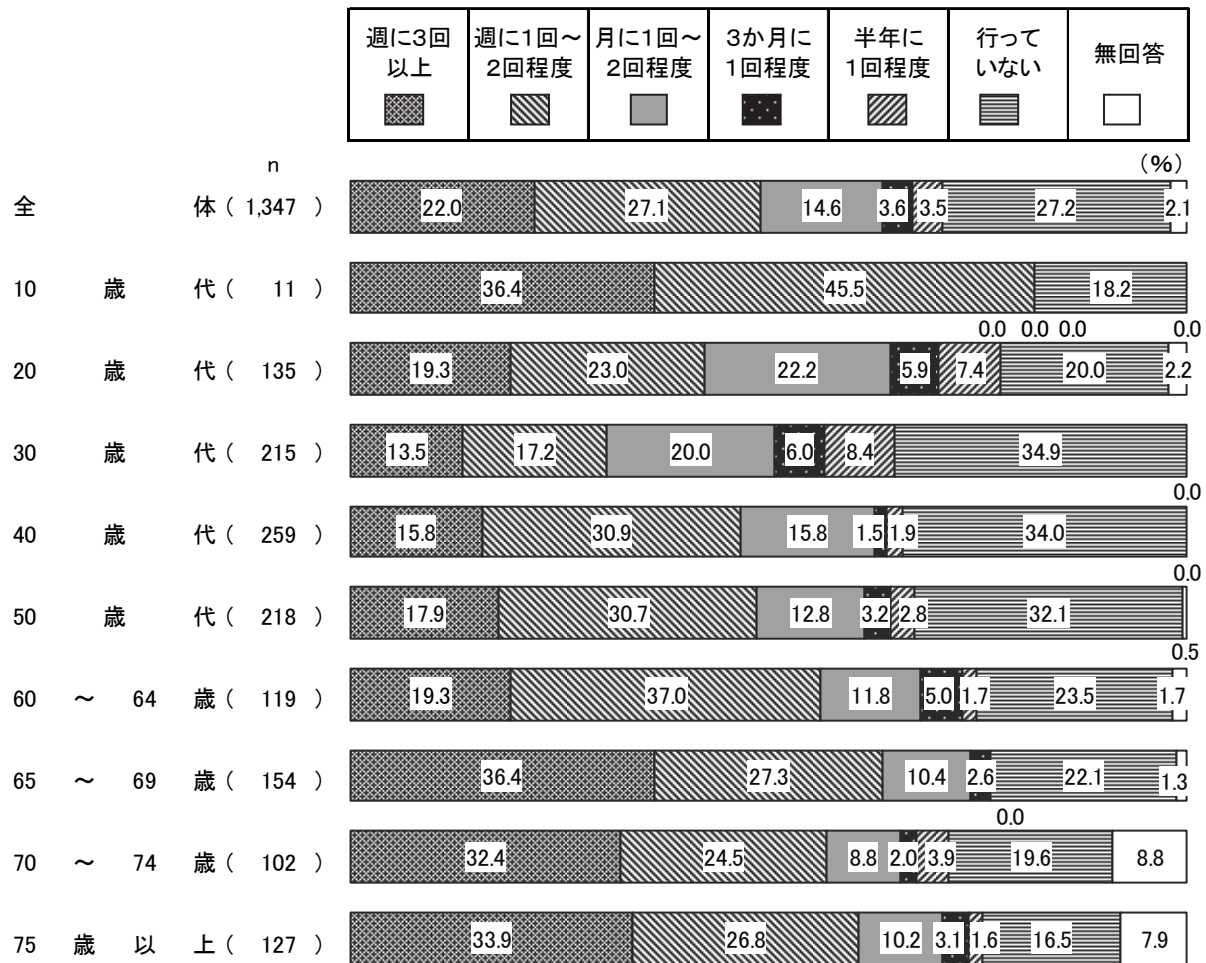 週に3回 週に1回～ 月に1回～ 3か月に 半年に 行って 無回答
以上 2回程度 2回程度 1回程度 1回程度 いない
n (%)
全体( 1,347 ) 22.0 27.1 14.6 3.6 3.5 27.2 2.1
10歳代( 11 ) 36.4 45.5 18.2
0.0 0.0 0.0 0.0
20歳代( 135 ) 19.3 23.0 22.2 5.9 7.4 20.0 2.2
30歳代( 215 ) 13.5 17.2 20.0 6.0 8.4 34.9
0.0
40歳代( 259 ) 15.8 30.9 15.8 1.5 1.9 34.0
0.0
50歳代( 218 ) 17.9 30.7 12.8 3.2 2.8 32.1
0.5
60～64歳( 119 ) 19.3 37.0 11.8 5.0 1.7 23.5 1.7
65～69歳( 154 ) 36.4 27.3 10.4 2.6 22.1 1.3
0.0
70～74歳( 102 ) 32.4 24.5 8.8 2.0 3.9 19.6 8.8
75歳以上( 127 ) 33.9 26.8 10.2 3.1 1.6 16.5 7.9